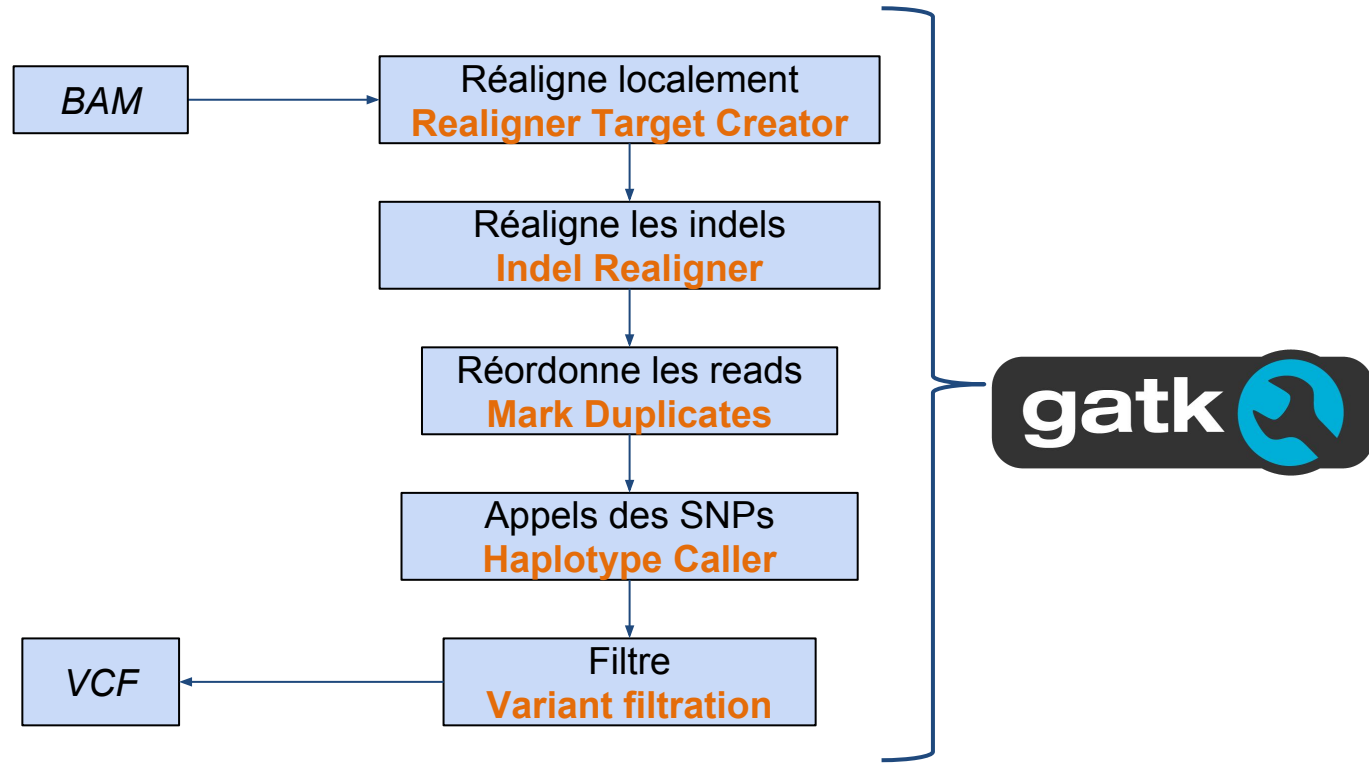 BAM
Réaligne localement
Realigner Target Creator
Réaligne les indels
Indel Realigner
Réordonne les reads
Mark Duplicates
Appels des SNPs
Haplotype Caller
Filtre
Variant filtration
VCF
gatk